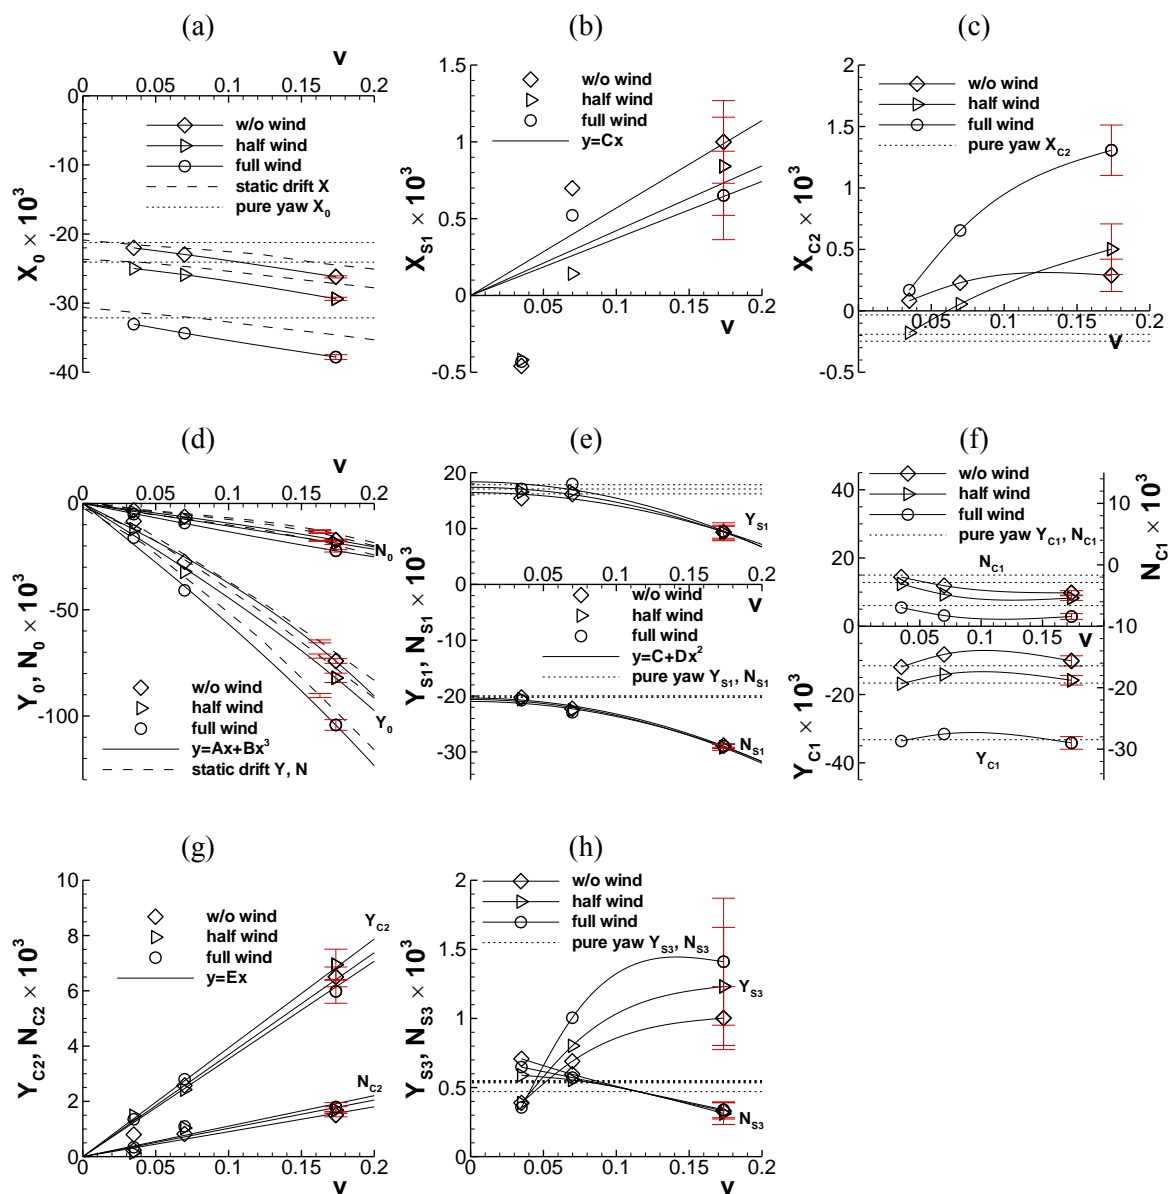 (a)
v
0 0.05 0.1 0.15 0.2
0
-10
-20
-30
-40
X0 × 10³
w/o wind
half wind
full wind
static drift X
pure yaw X0
(b)
1.5
1
0.5
0
-0.5
XS1 × 10³
w/o wind
half wind
full wind
y=Cx
0.05 0.1 0.15 0.2
v
(c)
2
1.5
1
0.5
0
-0.5
XC2 × 10³
w/o wind
half wind
full wind
pure yaw XC2
0.05 0.1 0.15 0.2
v
(d)
v
0 0.05 0.1 0.15 0.2
0
-50
-100
Y0, N0 × 10³
N0
Y0
w/o wind
half wind
full wind
y=Ax+Bx³
static drift Y, N
(e)
20
10
0
-20
-30
YS1, NS1 × 10³
YS1
0 0.05 0.1 0.15 0.2
v
w/o wind
half wind
full wind
y=C+Dx²
pure yaw YS1, NS1
NS1
(f)
w/o wind
half wind
full wind
pure yaw YC1, NC1
40
20
0
-20
-40
YC1 × 10³
10
0
-10
-20
-30
NC1 × 10³
NC1
0.05 0.1 0.15
v
YC1
(g)
10
8
6
4
2
0
YC2, NC2 × 10³
w/o wind
half wind
full wind
y=Ex
YC2
NC2
0 0.05 0.1 0.15 0.2
v
(h)
2
1.5
1
0.5
0
YS3, NS3 × 10³
w/o wind
half wind
full wind
pure yaw YS3, NS3
YS3
NS3
0 0.05 0.1 0.15 0.2
v